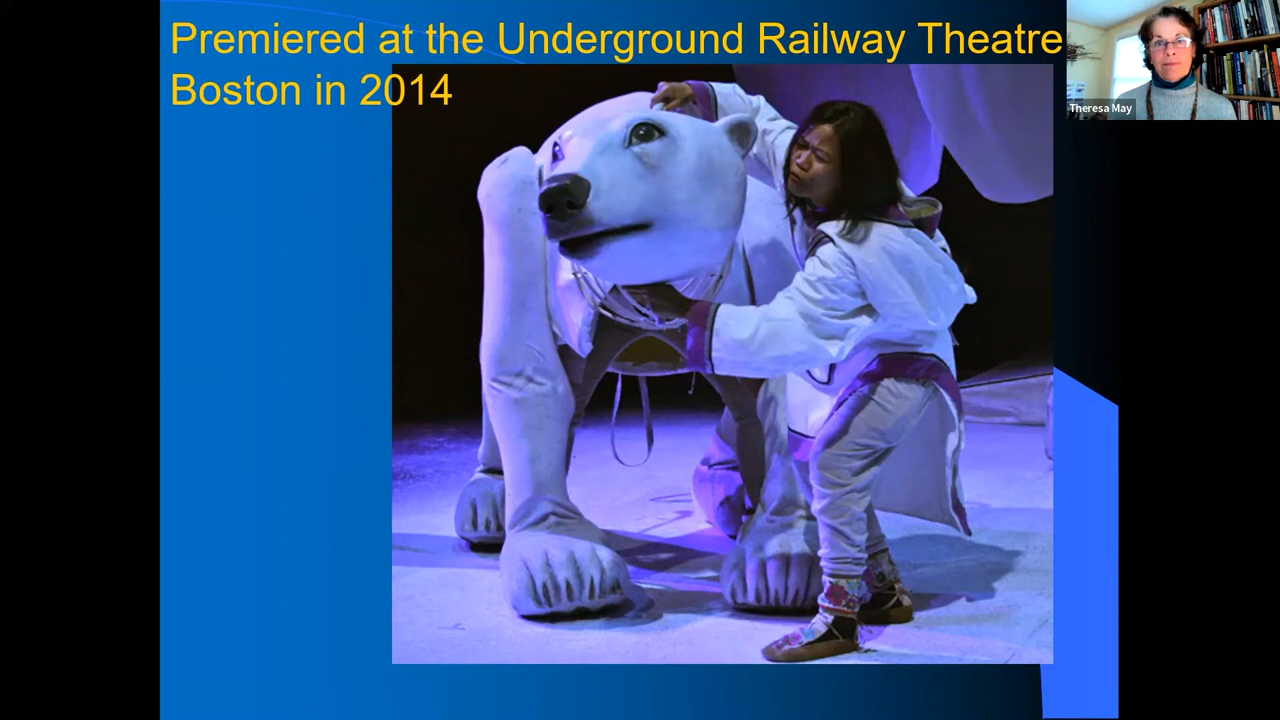 Premiered at the Underground Railway Theatre
Boston in 2014
Theresa May